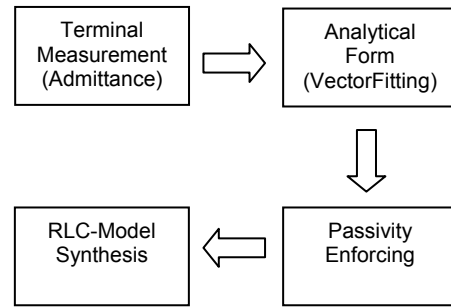 Terminal
Measurement
(Admittance)
Analytical
Form
(VectorFitting)
RLC-Model
Synthesis
Passivity
Enforcing